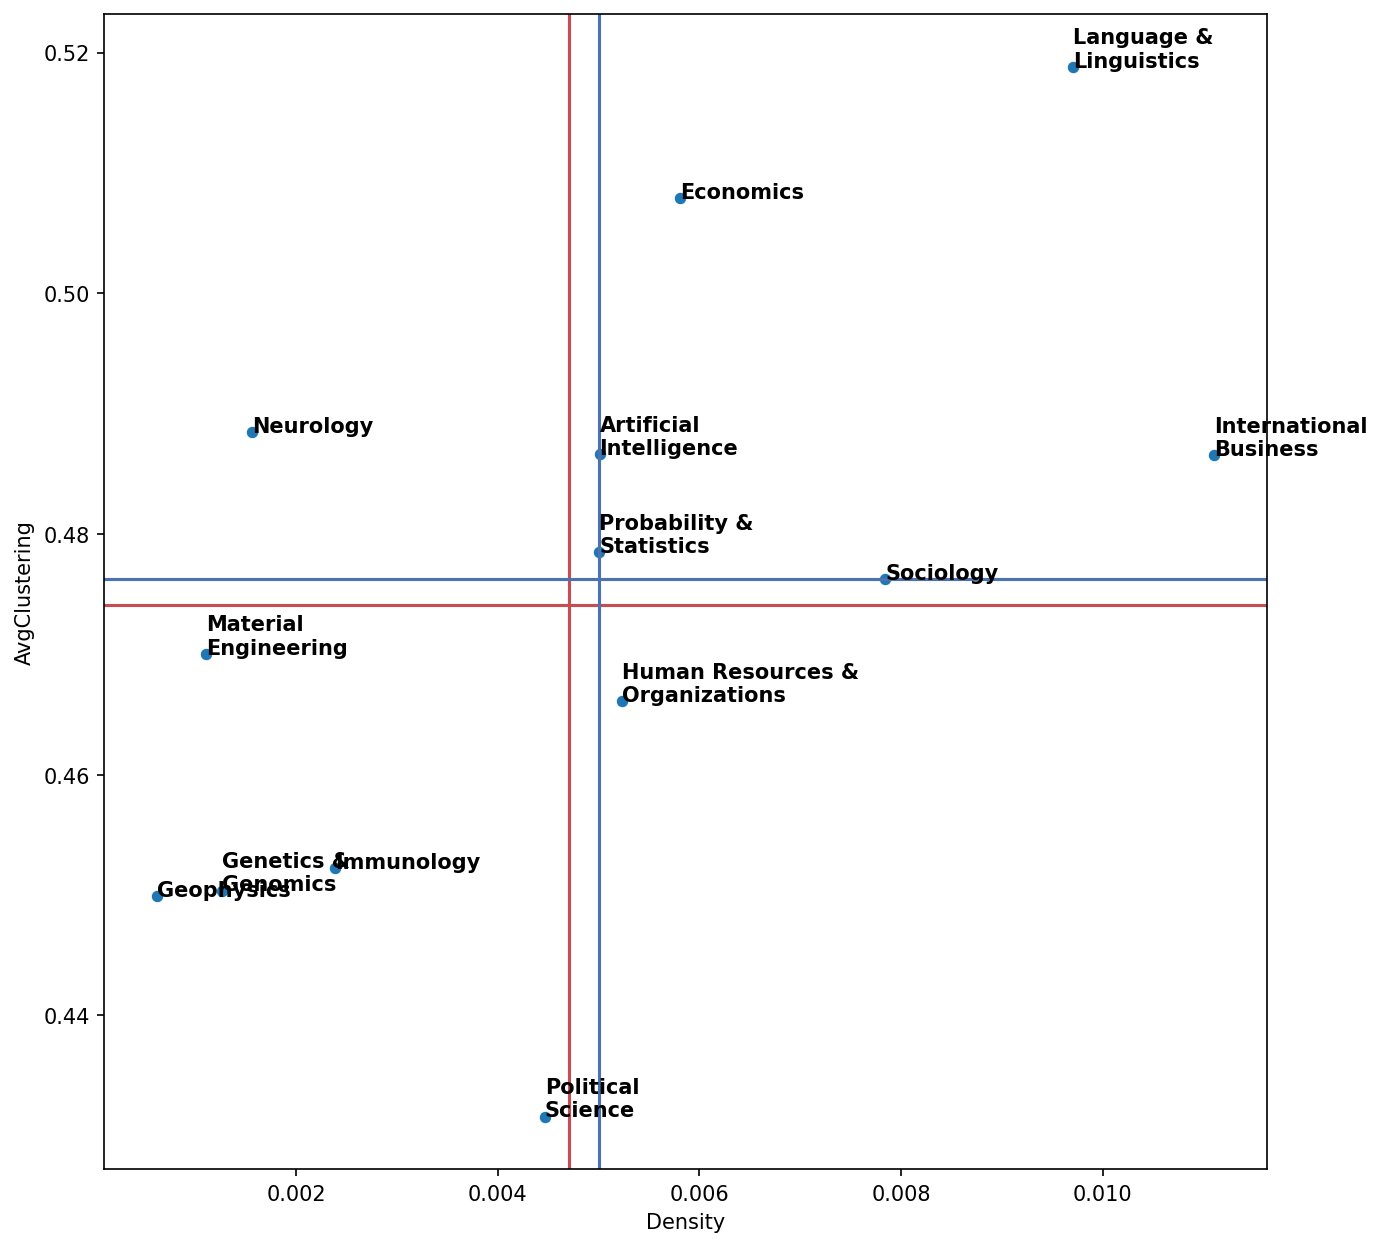 0.52
0.50
0.48
0.46
0.44
AvgClustering
Language &
Linguistics
Economics
Neurology
Artificial
Intelligence
International
Business
Probability &
Statistics
Sociology
Material
Engineering
Human Resources &
Organizations
Genetics &
Genomics
Immunology
Geophysics
Political
Science
0.002
0.004
0.006
0.008
0.010
Density